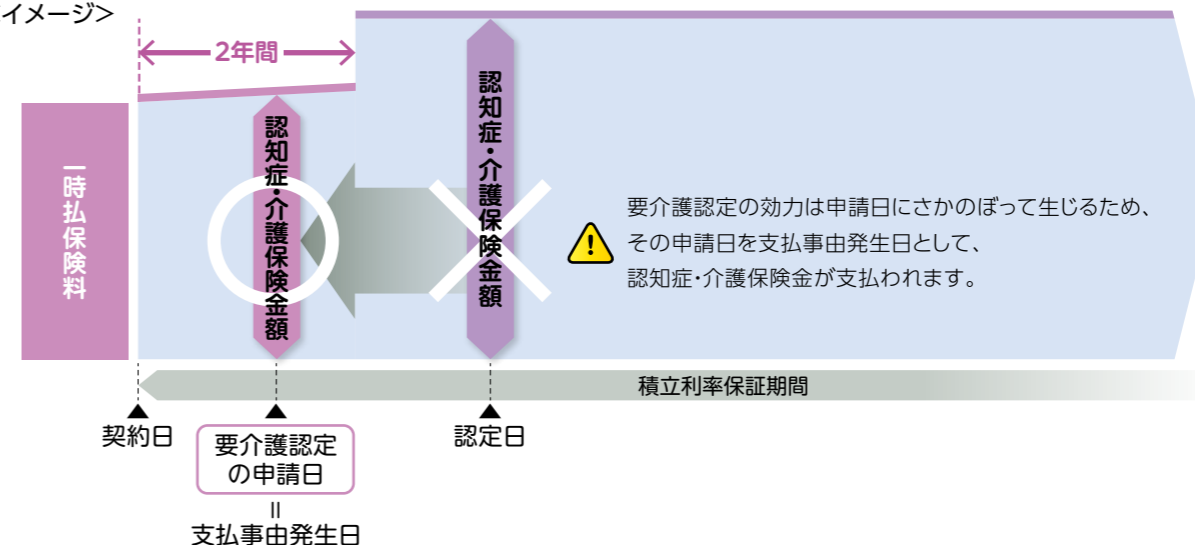 イメージ>
2年間
一時払保険料
認知症・介護保険金額
認知症・介護保険金額
要介護認定の効力は申請日にさかのぼって生じるため、
その申請日を支払事由発生日として、
認知症・介護保険金が支払われます。
積立利率保証期間
契約日
要介護認定
の申請日
認定日
=
支払事由発生日